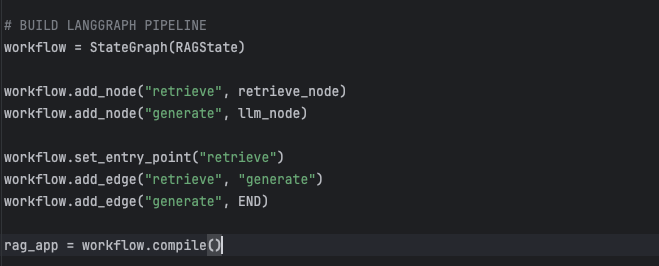 # BUILD LANGGRAPH PIPELINE
workflow = StateGraph(RAGState)
workflow.add_node("retrieve", retrieve_node)
workflow.add_node("generate", llm_node)
workflow.set_entry_point("retrieve")
workflow.add_edge("retrieve", "generate")
workflow.add_edge("generate", END)
rag_app = workflow.compile()